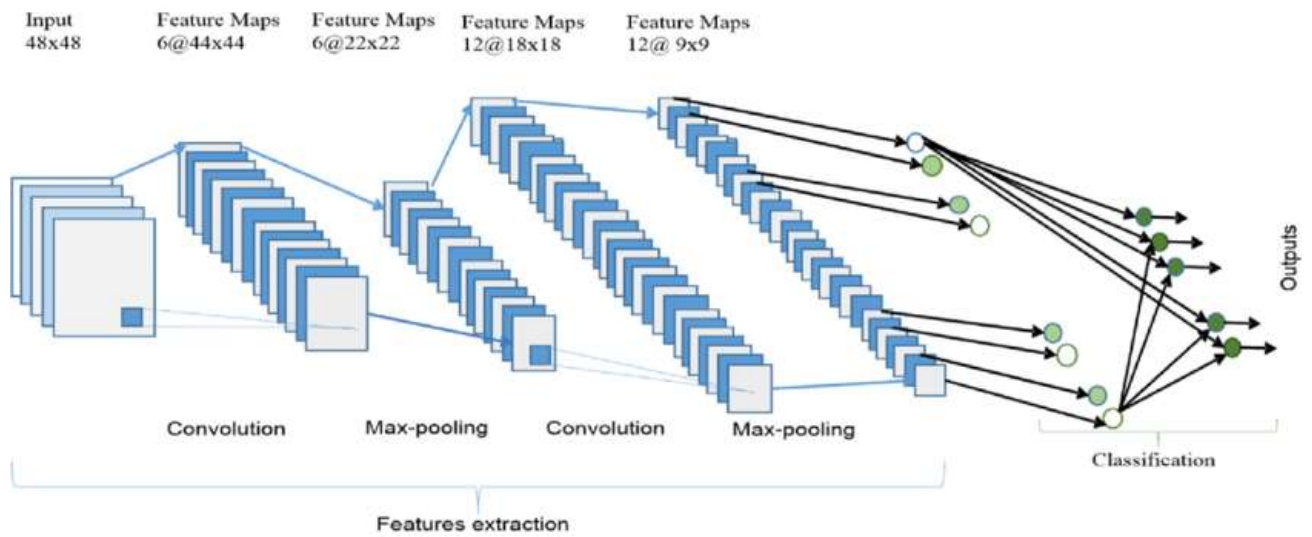 Input
48x48
Feature Maps
6@44x44
Feature Maps
6@22x22
Feature Maps
12@18x18
Feature Maps
12@ 9x9
Outputs
Convolution
Max-pooling
Convolution
Max-pooling
Classification
Features extraction